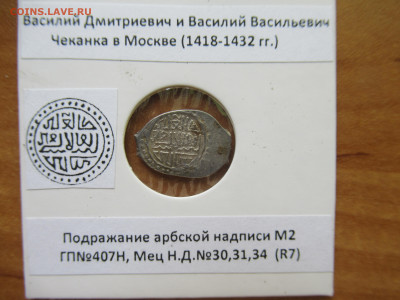 COINS.LAVE.RU
Василий Дмитриевич и Василий Васильевич
Чеканка в Москве (1418-1432 гг.)
Подражание арбской надписи М2
ГП№407Н, Мец Н.Д.№30,31,34 (R7)